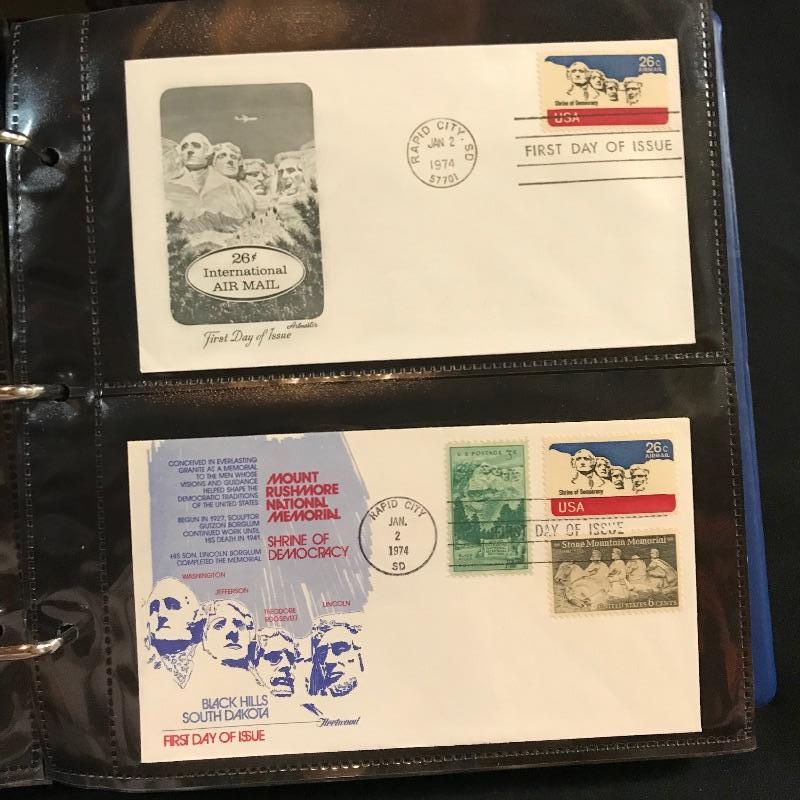 26c
AIRMAIL
Shrine of Democracy
USA
RAPID CITY · SD
JAN 2
1974
57701
FIRST DAY OF ISSUE
26¢
International
AIR MAIL
Artmaster
First Day of Issue
CONCEIVED IN EVERLASTING
GRANITE AS A MEMORIAL
TO THE MEN WHOSE
VISIONS AND GUIDANCE
HELPED SHAPE THE
DEMOCRATIC TRADITIONS
OF THE UNITED STATES
BEGUN IN 1927, SCULPTOR
GUTZON BORGLUM
CONTINUED WORK UNTIL
HIS DEATH IN 1941
HIS SON, LINCOLN BORGLUM
COMPLETED THE MEMORIAL
MOUNT
RUSHMORE
NATIONAL
MEMORIAL
SHRINE OF
DEMOCRACY
WASHINGTON
JEFFERSON
THEODORE
ROOSEVELT
LINCOLN
BLACK HILLS
SOUTH DAKOTA
Fleetwood
FIRST DAY OF ISSUE
RAPID CITY
JAN.
2
1974
SD
U.S. POSTAGE 3¢
26c
AIRMAIL
Shrine of Democracy
USA
DAY OF ISSUE
Stone Mountain Memorial
UNITED STATES 6 CENTS